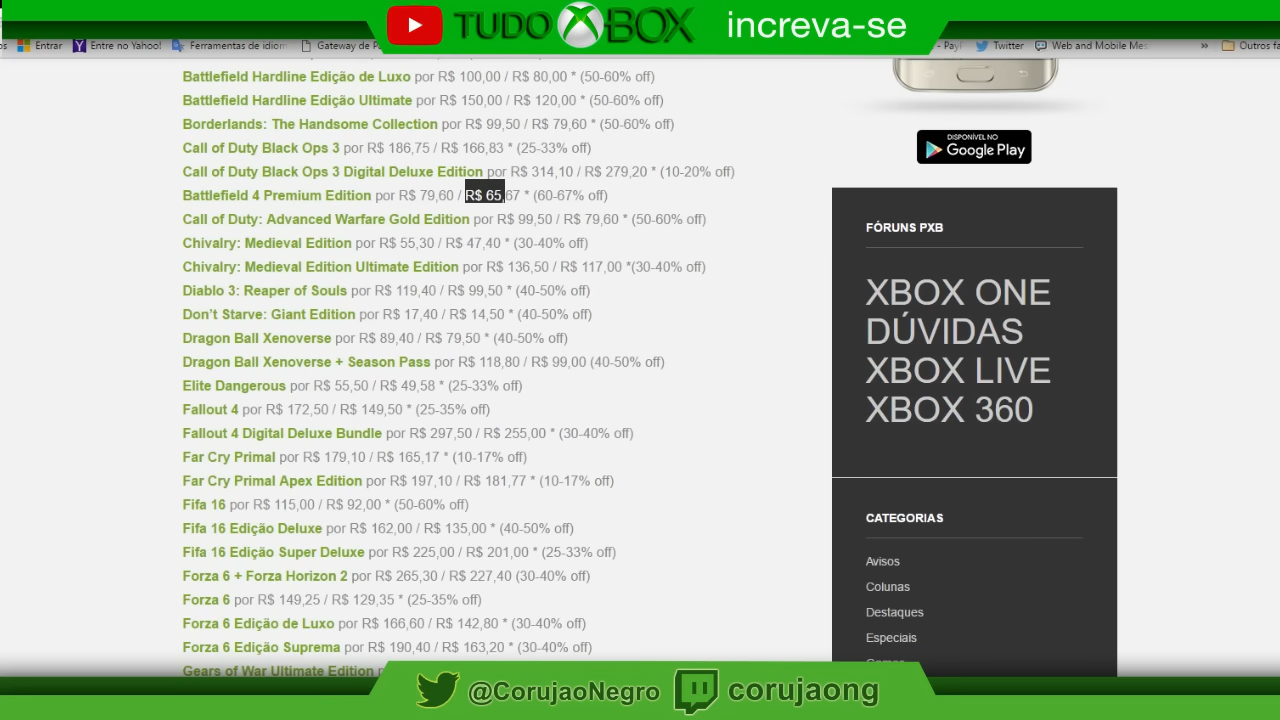 TUDO XBOX increva-se
Entrar Entre no Yahoo! Ferramentas de idiom Gateway de P - PayI Twitter Web and Mobile Me » Outros fa
Battlefield Hardline Edição de Luxo por R$ 100,00 / R$ 80,00 * (50-60% off)
Battlefield Hardline Edição Ultimate por R$ 150,00 / R$ 120,00 * (50-60% off)
Borderlands: The Handsome Collection por R$ 99,50 / R$ 79,60 * (50-60% off)
Call of Duty Black Ops 3 por R$ 186,75 / R$ 166,83 * (25-33% off)
Call of Duty Black Ops 3 Digital Deluxe Edition por R$ 314,10 / R$ 279,20 * (10-20% off)
Battlefield 4 Premium Edition por R$ 79,60 / R$ 65,67 * (60-67% off)
Call of Duty: Advanced Warfare Gold Edition por R$ 99,50 / R$ 79,60 * (50-60% off)
Chivalry: Medieval Edition por R$ 55,30 / R$ 47,40 * (30-40% off)
Chivalry: Medieval Edition Ultimate Edition por R$ 136,50 / R$ 117,00 *(30-40% off)
Diablo 3: Reaper of Souls por R$ 119,40 / R$ 99,50 * (40-50% off)
Don’t Starve: Giant Edition por R$ 17,40 / R$ 14,50 * (40-50% off)
Dragon Ball Xenoverse por R$ 89,40 / R$ 79,50 * (40-50% off)
Dragon Ball Xenoverse + Season Pass por R$ 118,80 / R$ 99,00 (40-50% off)
Elite Dangerous por R$ 55,50 / R$ 49,58 * (25-33% off)
Fallout 4 por R$ 172,50 / R$ 149,50 * (25-35% off)
Fallout 4 Digital Deluxe Bundle por R$ 297,50 / R$ 255,00 * (30-40% off)
Far Cry Primal por R$ 179,10 / R$ 165,17 * (10-17% off)
Far Cry Primal Apex Edition por R$ 197,10 / R$ 181,77 * (10-17% off)
Fifa 16 por R$ 115,00 / R$ 92,00 * (50-60% off)
Fifa 16 Edição Deluxe por R$ 162,00 / R$ 135,00 * (40-50% off)
Fifa 16 Edição Super Deluxe por R$ 225,00 / R$ 201,00 * (25-33% off)
Forza 6 + Forza Horizon 2 por R$ 265,30 / R$ 227,40 (30-40% off)
Forza 6 por R$ 149,25 / R$ 129,35 * (25-35% off)
Forza 6 Edição de Luxo por R$ 166,60 / R$ 142,80 * (30-40% off)
Forza 6 Edição Suprema por R$ 190,40 / R$ 163,20 * (30-40% off)
Gears of War Ultimate Edition
DISPONÍVEL NO
Google Play
FÓRUNS PXB
XBOX ONE
DÚVIDAS
XBOX LIVE
XBOX 360
CATEGORIAS
Avisos
Colunas
Destaques
Especiais
@CorujaoNegro corujaong